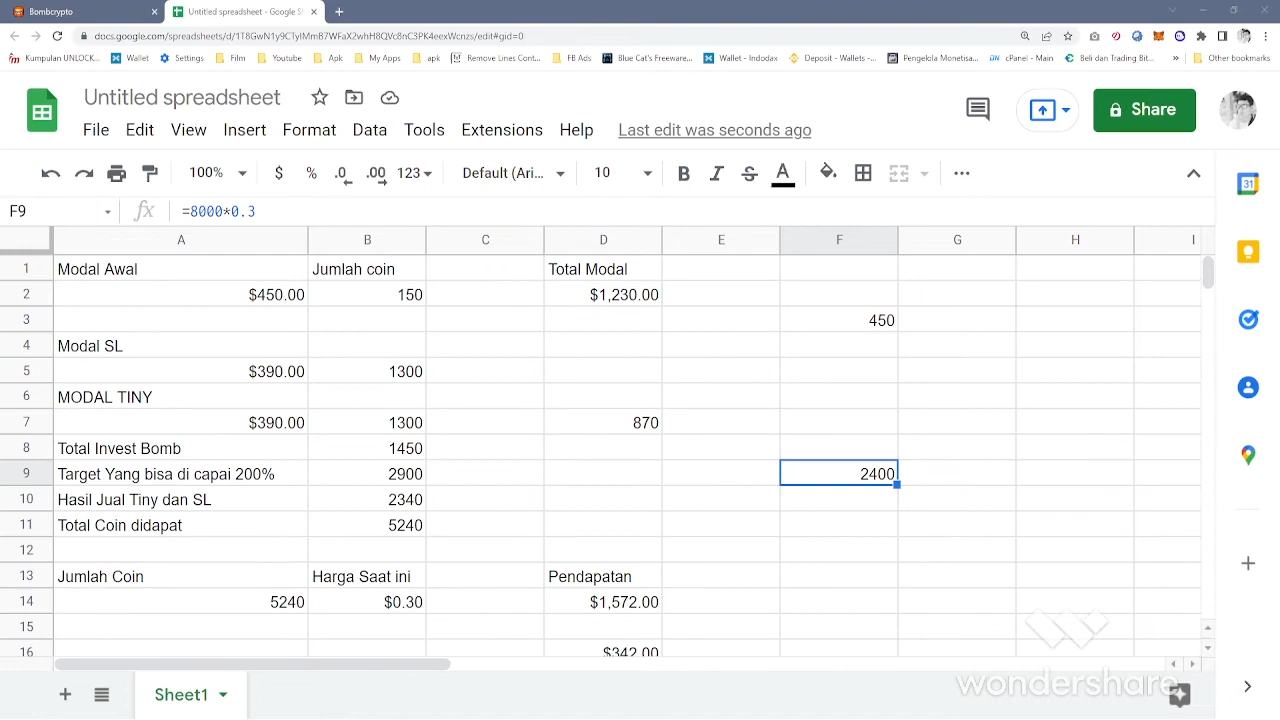 Bombcrypto
Untitled spreadsheet - Google S
docs.google.com/spreadsheets/d/1T8GwN1y9CTylMmB7WFaX2whH8QVc8nC3PK4eexWcnzs/edit#gid=0
Kumpulan UNLOCK... Wallet Settings Film Youtube Apk My Apps apk Remove Lines Cont... FB Ads Blue Cat's Freeware... Wallet - Indodax Deposit - Wallets -... Pengelola Monetisa... cPanel - Main Beli dan Trading Bit... » Other bookmarks
Untitled spreadsheet
File Edit View Insert Format Data Tools Extensions Help Last edit was seconds ago
Share
100% $ % .0 .00 123 Default (Ari... 10 B I S A
F9 fx =8000*0.3
A B C D E F G H I
1 Modal Awal Jumlah coin Total Modal
2 $450.00 150 $1,230.00
3 450
4 Modal SL
5 $390.00 1300
6 MODAL TINY
7 $390.00 1300 870
8 Total Invest Bomb 1450
9 Target Yang bisa di capai 200% 2900 2400
10 Hasil Jual Tiny dan SL 2340
11 Total Coin didapat 5240
12
13 Jumlah Coin Harga Saat ini Pendapatan
14 5240 $0.30 $1,572.00
15
16 $342.00
wondershare
Sheet1
31